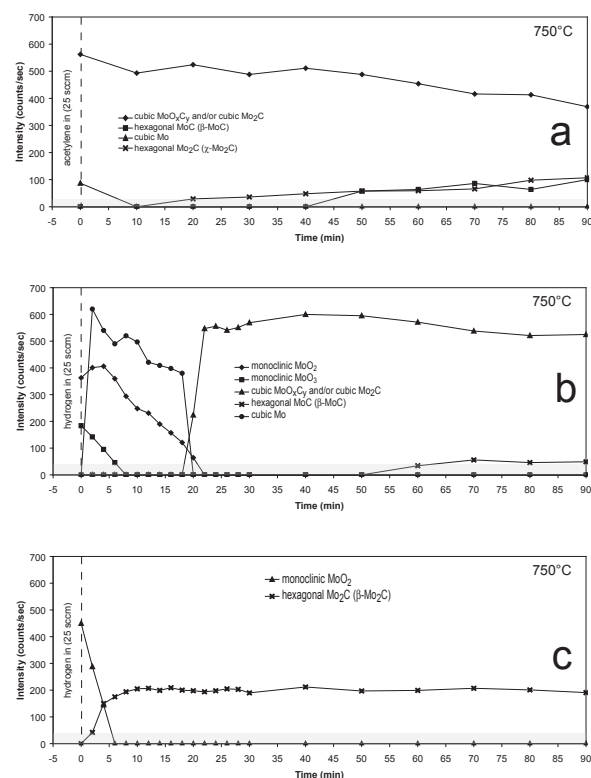 700
600
500
400
300
200
100
0
Intensity (counts/sec)
acetylene in (25 sccm)
750°C
cubic MoOxCy and/or cubic Mo2C
hexagonal MoC (β-MoC)
cubic Mo
hexagonal Mo2C (χ-Mo2C)
a
-5 0 5 10 15 20 25 30 35 40 45 50 55 60 65 70 75 80 85 90
Time (min)
700
600
500
400
300
200
100
0
Intensity (counts/sec)
hydrogen in (25 sccm)
750°C
monoclinic MoO2
monoclinic MoO3
cubic MoOxCy and/or cubic Mo2C
hexagonal MoC (β-MoC)
cubic Mo
b
-5 0 5 10 15 20 25 30 35 40 45 50 55 60 65 70 75 80 85 90
Time (min)
700
600
500
400
300
200
100
0
Intensity (counts/sec)
hydrogen in (25 sccm)
750°C
monoclinic MoO2
hexagonal Mo2C (β-Mo2C)
c
-5 0 5 10 15 20 25 30 35 40 45 50 55 60 65 70 75 80 85 90
Time (min)